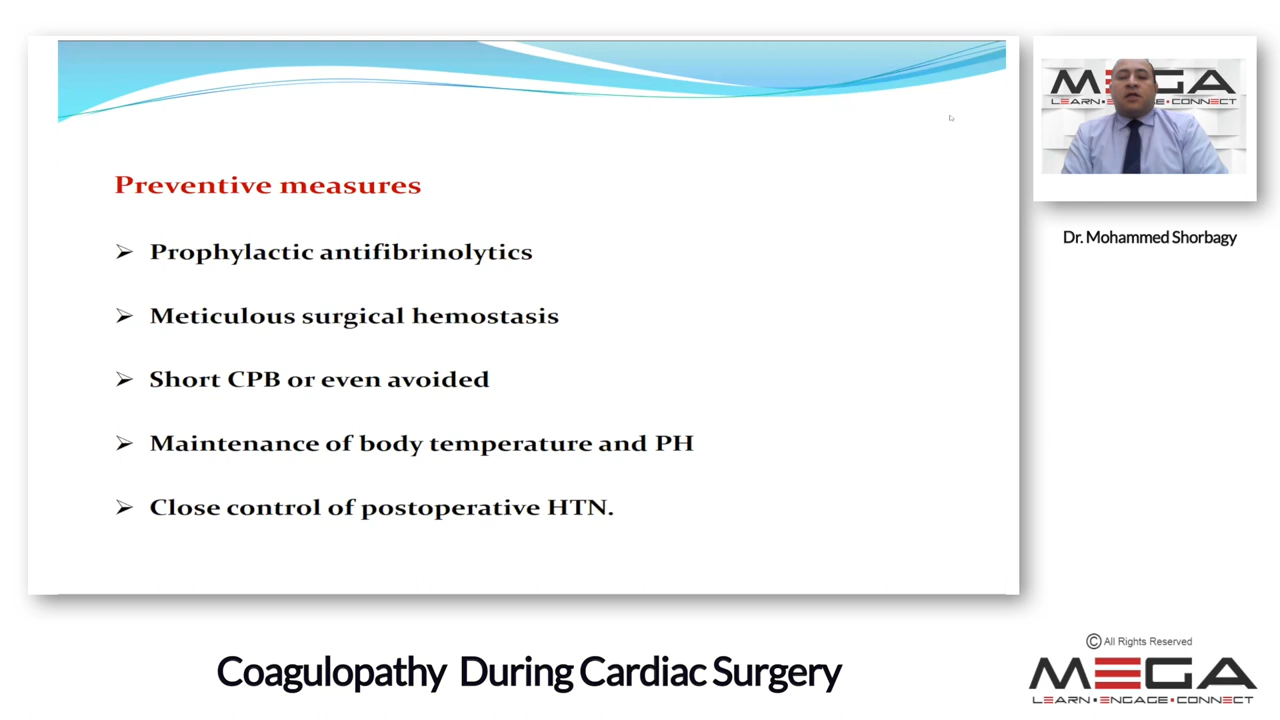 Preventive measures
➢ Prophylactic antifibrinolytics
➢ Meticulous surgical hemostasis
➢ Short CPB or even avoided
➢ Maintenance of body temperature and PH
➢ Close control of postoperative HTN.
MEGA
LEARN•ENGAGE•CONNECT
Dr. Mohammed Shorbagy
Coagulopathy During Cardiac Surgery
© All Rights Reserved
MEGA
LEARN•ENGAGE•CONNECT